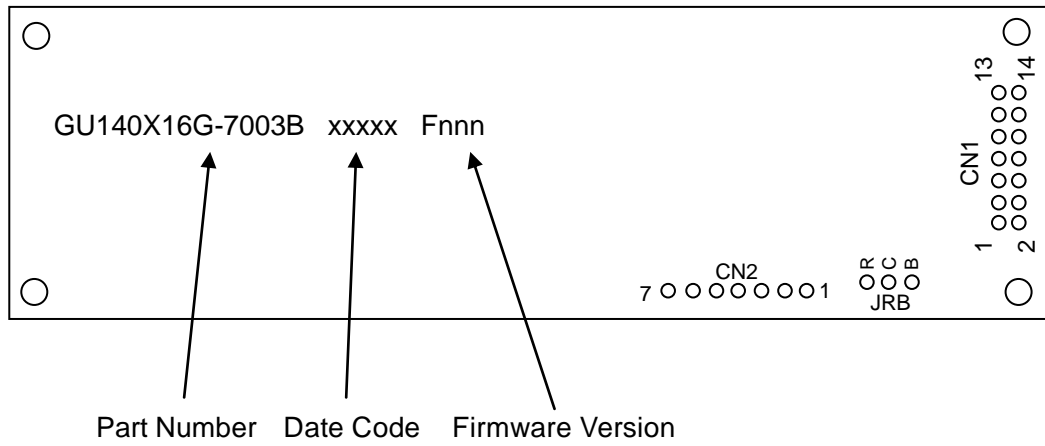 13 14
GU140X16G-7003B xxxxx Fnnn
CN1
1 2
R C B
CN2
7 1
JRB
Part Number Date Code Firmware Version